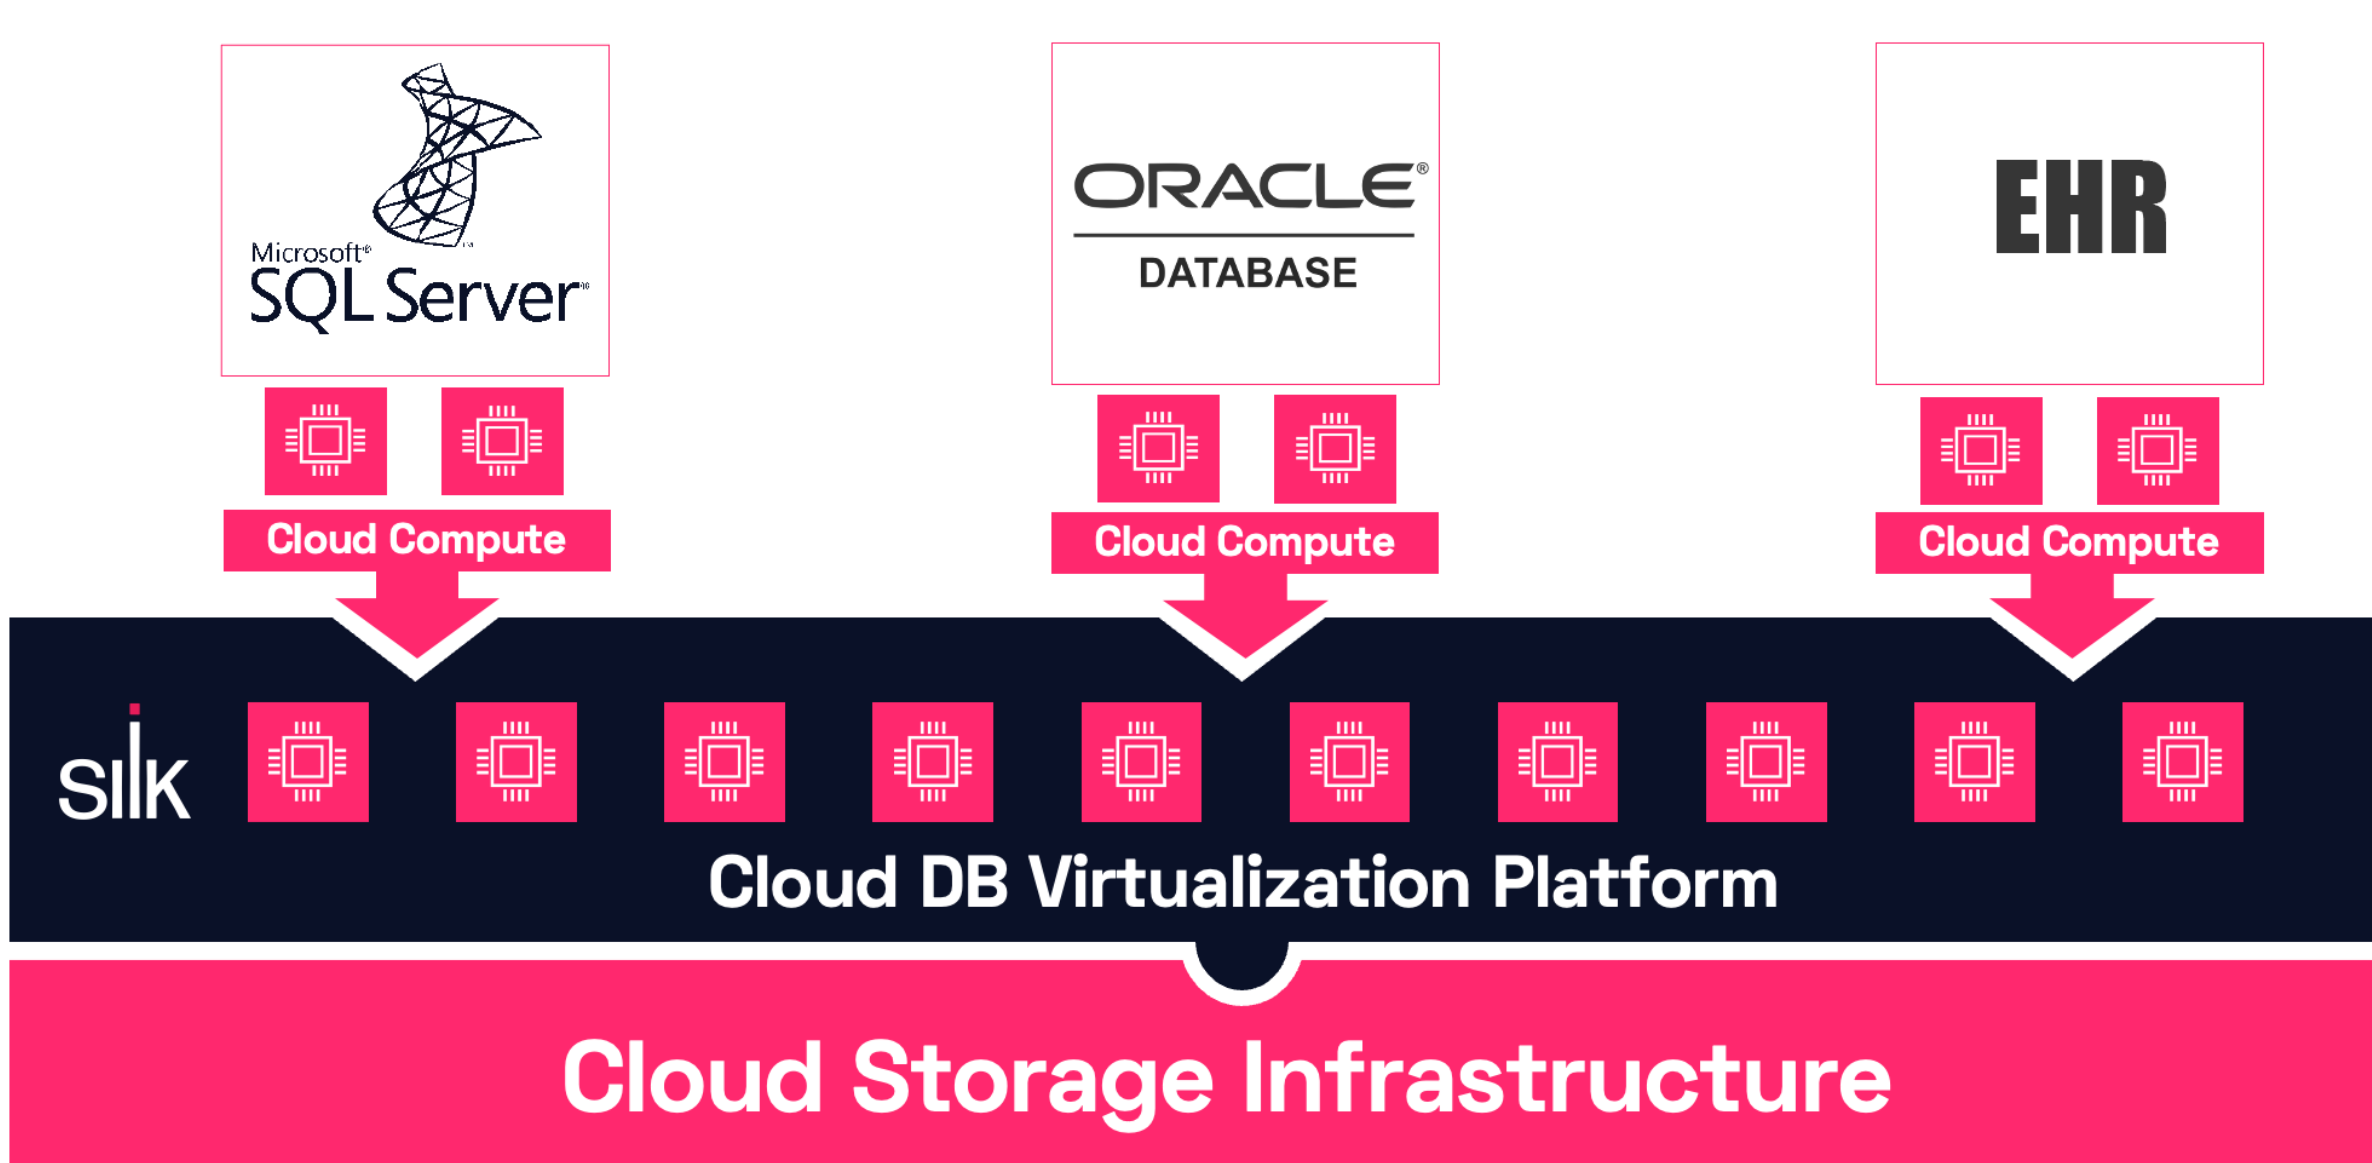 Microsoft®
SQL Server®
™
ORACLE®
DATABASE
EHR
Cloud Compute
Cloud Compute
Cloud Compute
silk
Cloud DB Virtualization Platform
Cloud Storage Infrastructure